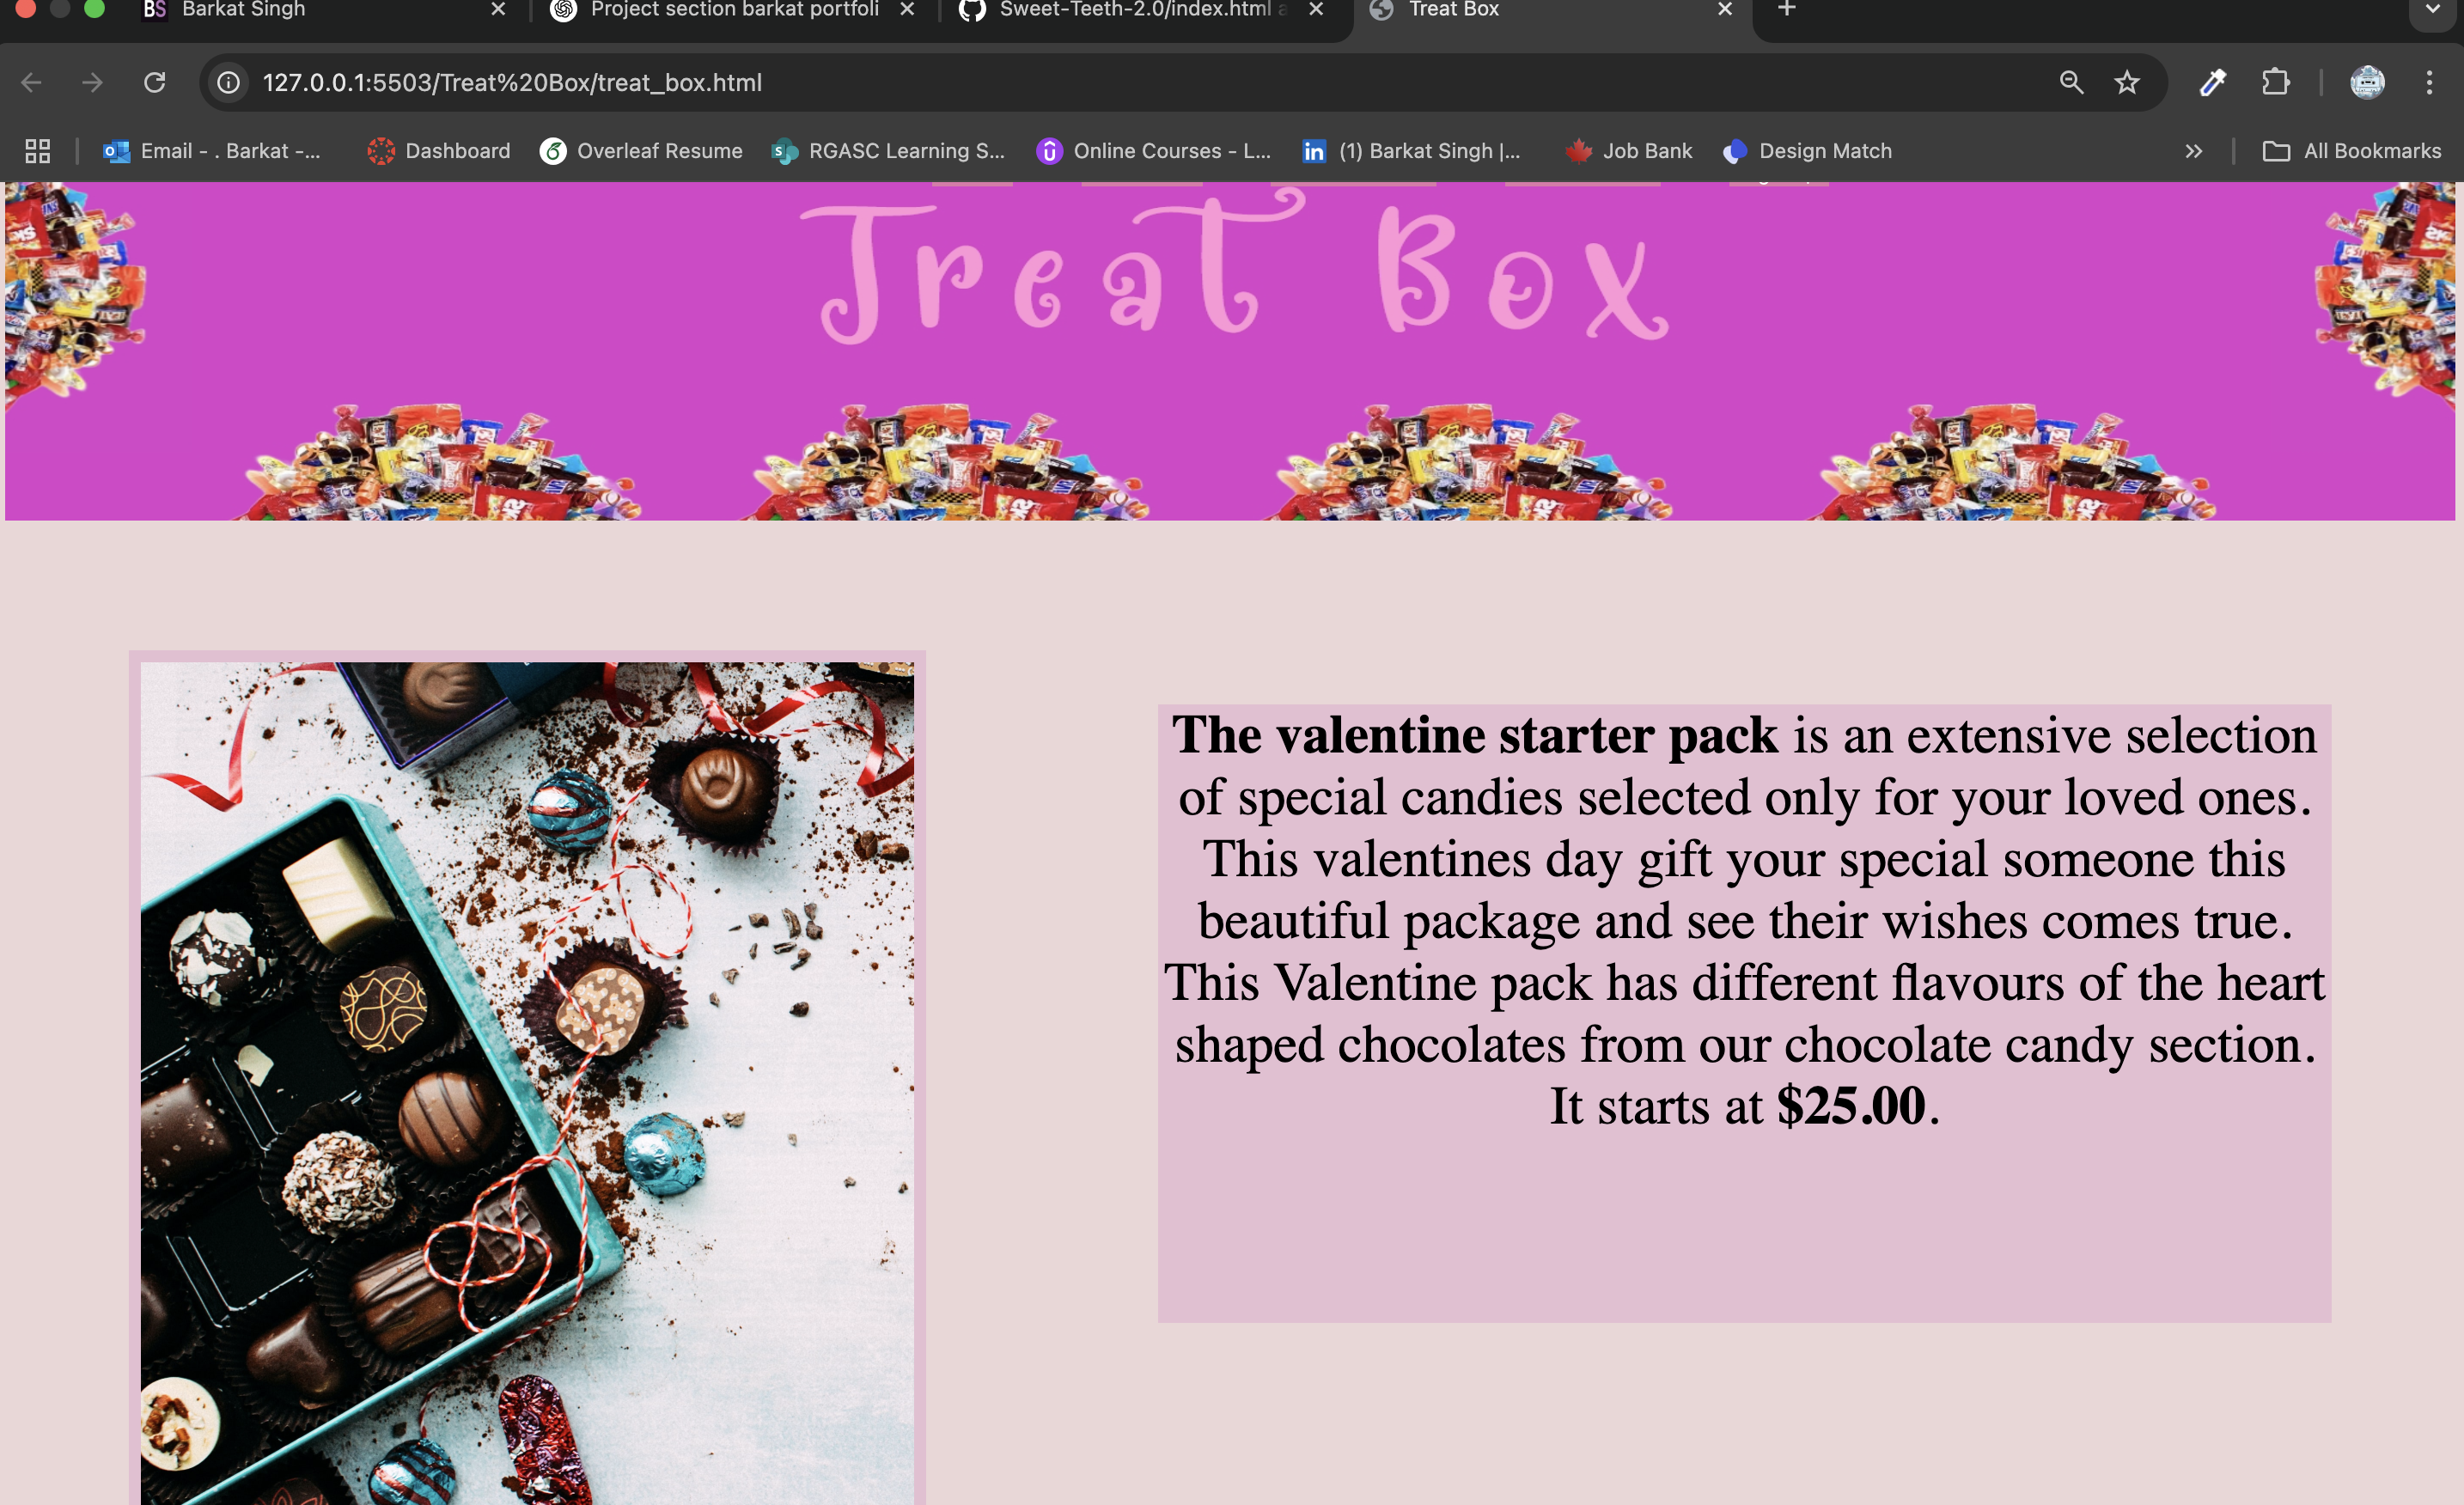 BS Barkat Singh
Project section barkat portfoli
Sweet-Teeth-2.0/index.html a
Treat Box
127.0.0.1:5503/Treat%20Box/treat_box.html
Email - . Barkat -...
Dashboard
Overleaf Resume
RGASC Learning S...
Online Courses - L...
(1) Barkat Singh |...
Job Bank
Design Match
All Bookmarks
Treat Box
The valentine starter pack is an extensive selection
of special candies selected only for your loved ones.
This valentines day gift your special someone this
beautiful package and see their wishes comes true.
This Valentine pack has different flavours of the heart
shaped chocolates from our chocolate candy section.
It starts at $25.00.